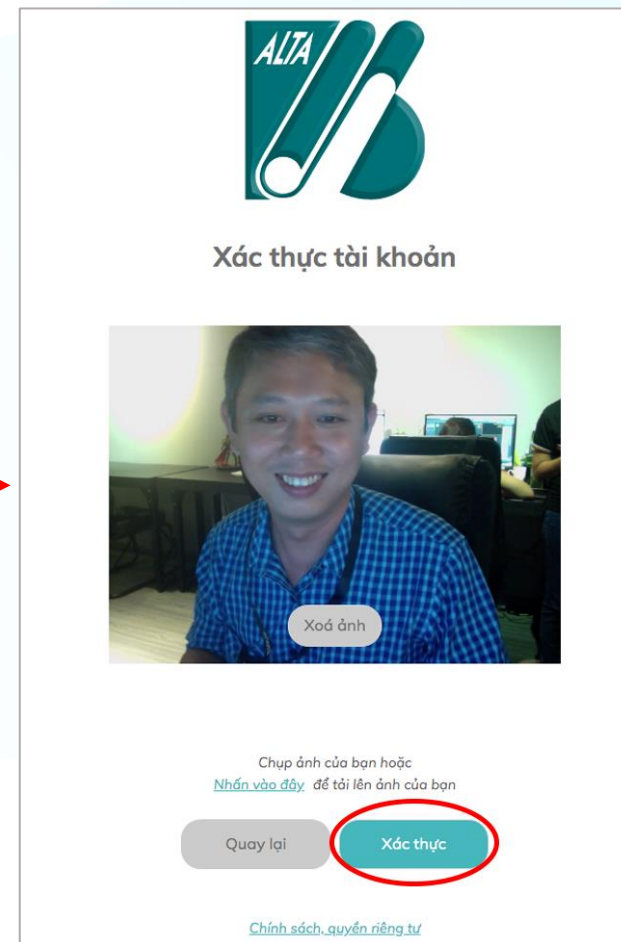 ALTA
Xác thực tài khoản
Xoá ảnh
Chụp ảnh của bạn hoặc
Nhấn vào đây để tải lên ảnh của bạn
Quay lại
Xác thực
Chính sách, quyền riêng tư